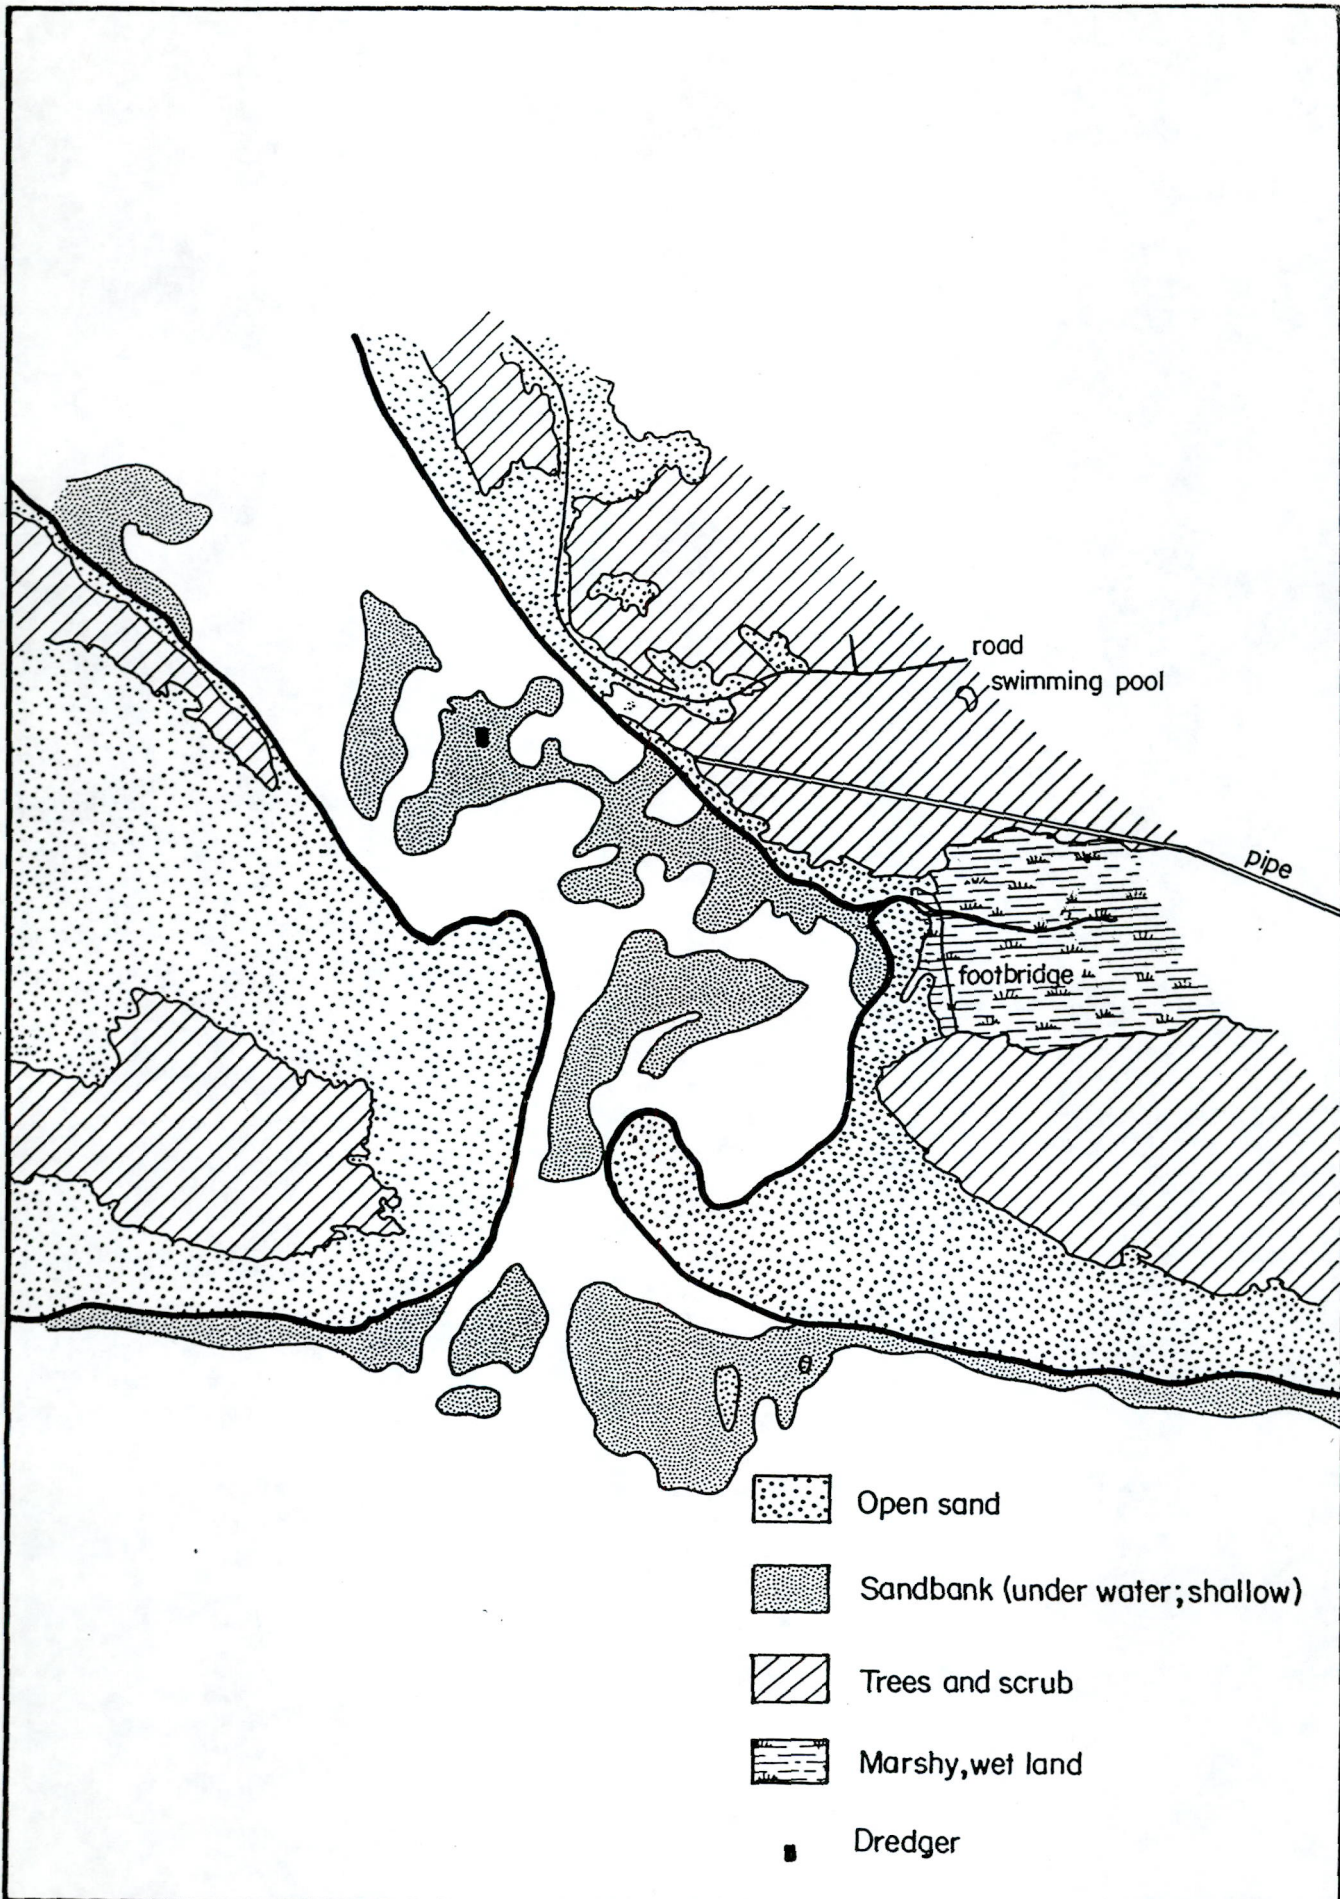 road
swimming pool
pipe
footbridge
Open sand
Sandbank (under water; shallow)
Trees and scrub
Marshy, wet land
Dredger